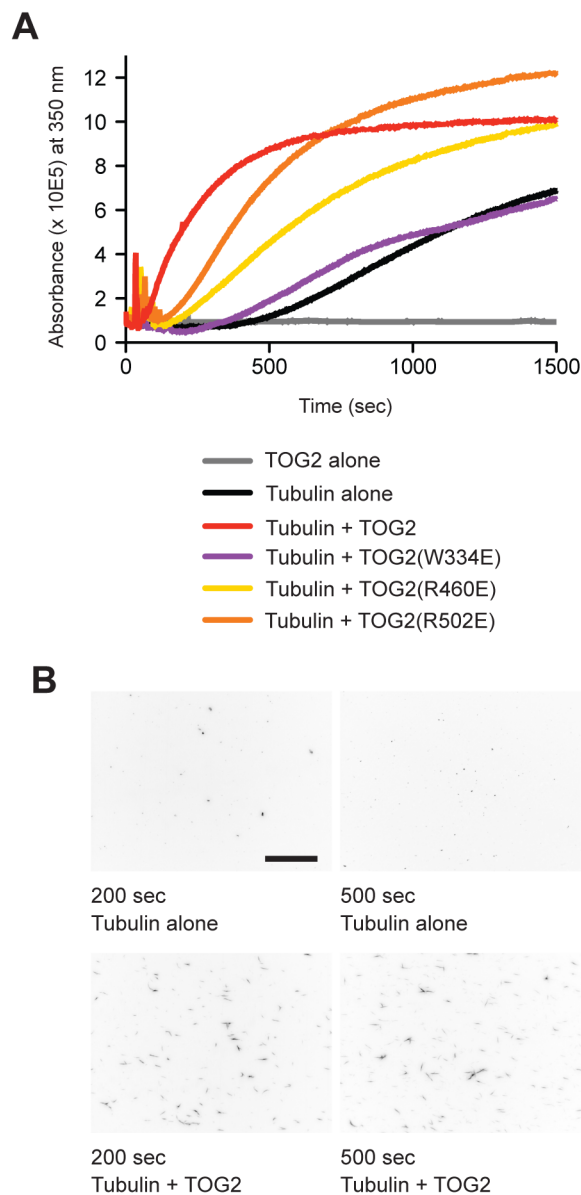 A
Absorbance (x 10E5) at 350 nm
12
10
8
6
4
2
0
0
500
1000
1500
Time (sec)
TOG2 alone
Tubulin alone
Tubulin + TOG2
Tubulin + TOG2(W334E)
Tubulin + TOG2(R460E)
Tubulin + TOG2(R502E)
B
200 sec
Tubulin alone
500 sec
Tubulin alone
200 sec
Tubulin + TOG2
500 sec
Tubulin + TOG2